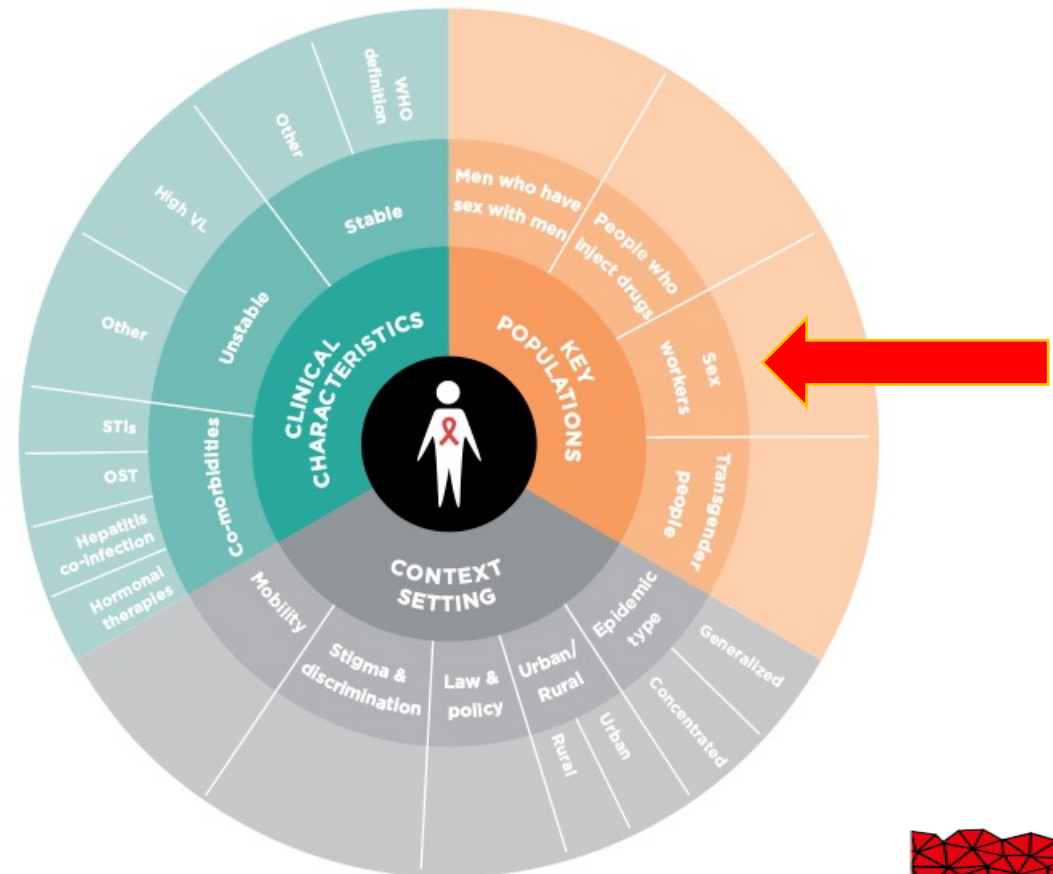 CLINICAL
CHARACTERISTICS
Stable
WHO
definition
Other
Unstable
High VL
Other
Co-morbidities
STIs
OST
Hepatitis
co-infection
Hormonal
therapies
KEY
POPULATIONS
Men who have
sex with men
People who
inject drugs
Sex
workers
Transgender
people
CONTEXT
SETTING
Mobility
Stigma &
discrimination
Law &
policy
Urban/
Rural
Rural
Urban
Epidemic
type
Concentrated
Generalized